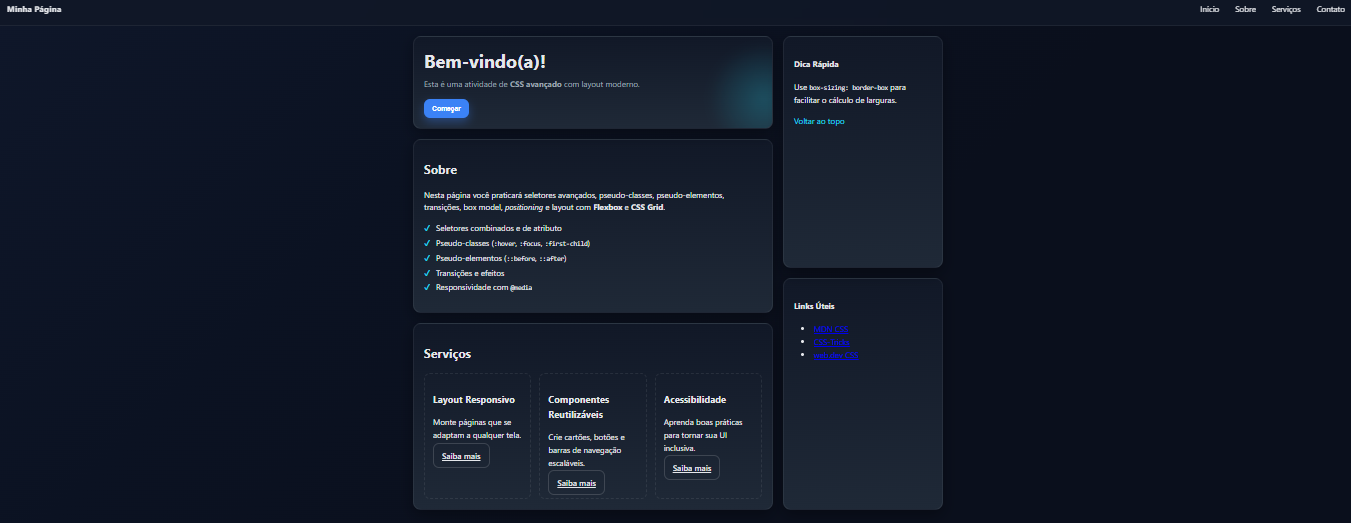 Minha Página
Início
Sobre
Serviços
Contato
Bem-vindo(a)!
Esta é uma atividade de CSS avançado com layout moderno.
Começar
Sobre
Nesta página você praticará seletores avançados, pseudo-classes, pseudo-elementos,
transições, box model, positioning e layout com Flexbox e CSS Grid.
✓ Seletores combinados e de atributo
✓ Pseudo-classes (:hover, :focus, :first-child)
✓ Pseudo-elementos (::before, ::after)
✓ Transições e efeitos
✓ Responsividade com @media
Serviços
Layout Responsivo
Monte páginas que se
adaptam a qualquer tela.
Saiba mais
Componentes
Reutilizáveis
Crie cartões, botões e
barras de navegação
escaláveis.
Saiba mais
Acessibilidade
Aprenda boas práticas
para tornar sua UI
inclusiva.
Saiba mais
Dica Rápida
Use box-sizing: border-box para
facilitar o cálculo de larguras.
Voltar ao topo
Links Úteis